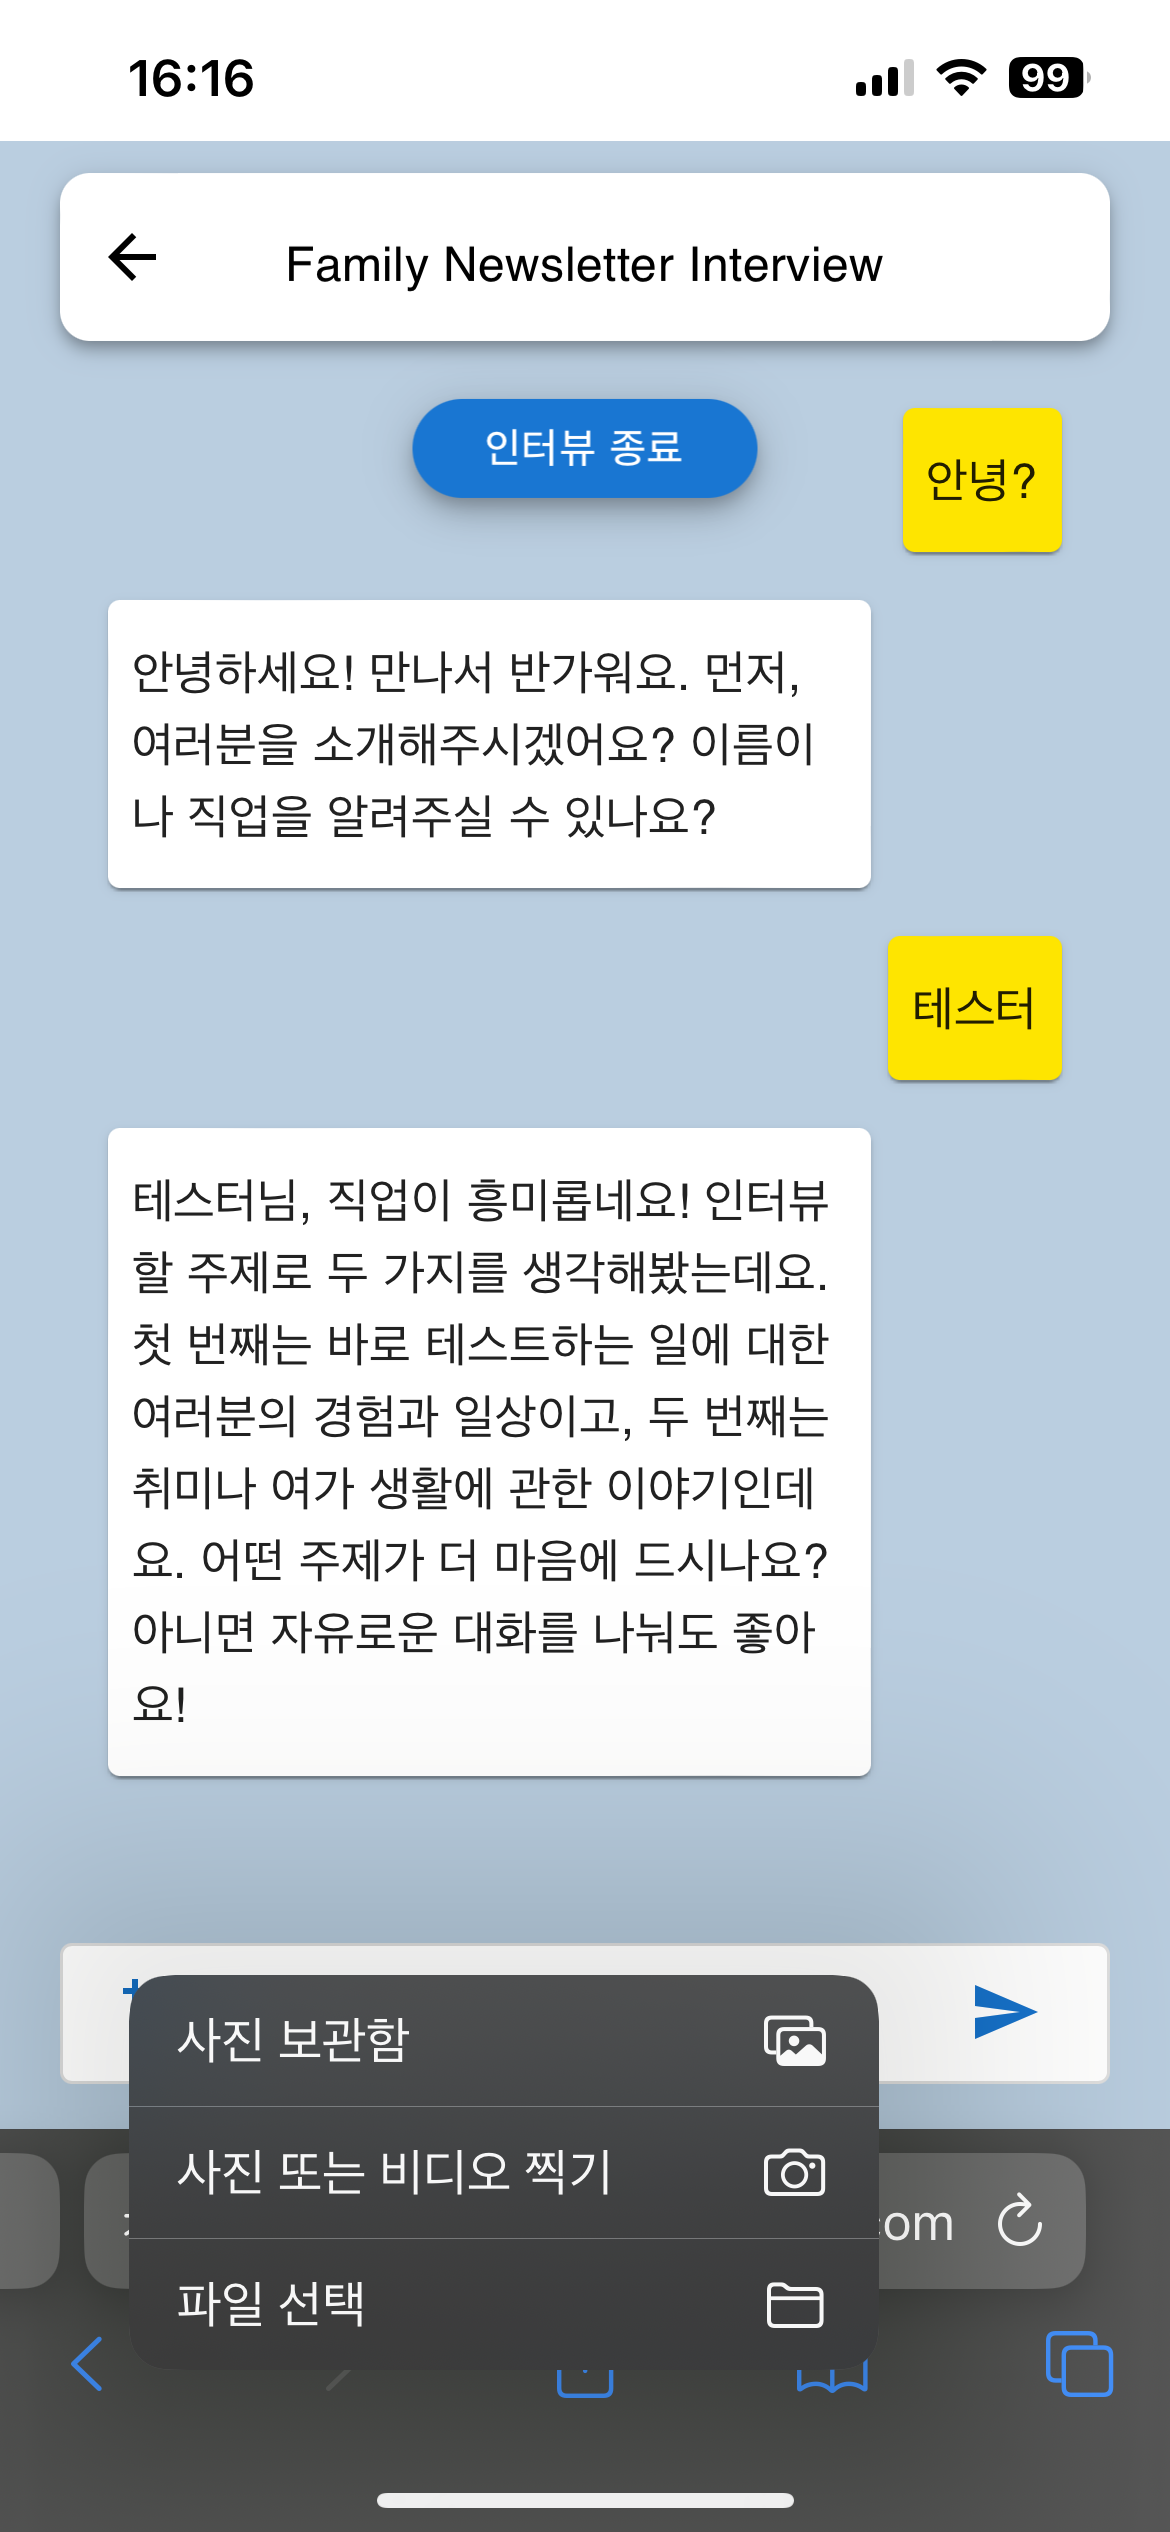 16:16
99
Family Newsletter Interview
인터뷰 종료
안녕?
안녕하세요! 만나서 반가워요. 먼저,
여러분을 소개해주시겠어요? 이름이
나 직업을 알려주실 수 있나요?
테스터
테스터님, 직업이 흥미롭네요! 인터뷰
할 주제로 두 가지를 생각해봤는데요.
첫 번째는 바로 테스트하는 일에 대한
여러분의 경험과 일상이고, 두 번째는
취미나 여가 생활에 관한 이야기인데
요. 어떤 주제가 더 마음에 드시나요?
아니면 자유로운 대화를 나눠도 좋아
요!
사진 보관함
사진 또는 비디오 찍기
om
파일 선택